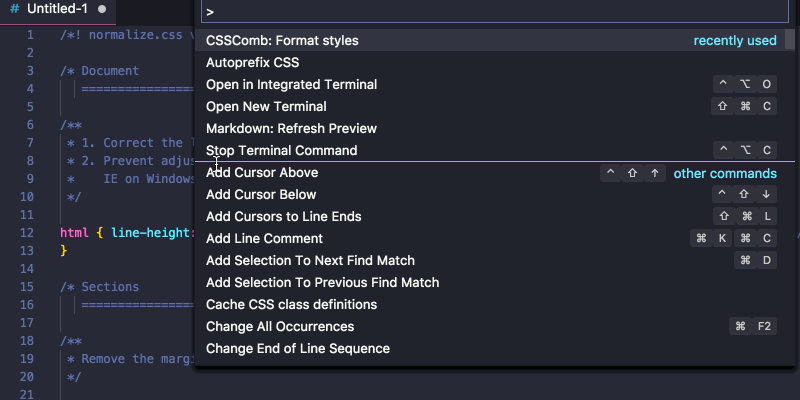 # Untitled-1 ●
>
1 /*! normalize.css
2
3 /* Document
4 ================
5
6 /**
7 * 1. Correct the
8 * 2. Prevent
9 * IE on Windows
10 */
11
12 html { line-height:
13 }
14
15 /* Sections
16 ================
17
18 /**
19 * Remove the
20 */
21
CSSComb: Format styles recently used
Autoprefix CSS
Open in Integrated Terminal ⌃ ⌥ O
Open New Terminal ⇧ ⌘ C
Markdown: Refresh Preview
Stop Terminal Command ⌃ ⌥ C
Add Cursor Above ⌃ ⇧ ↑ other commands
Add Cursor Below ⌃ ⇧ ↓
Add Cursors to Line Ends ⇧ ⌘ L
Add Line Comment ⌘ K ⌘ C
Add Selection To Next Find Match ⌘ D
Add Selection To Previous Find Match
Cache CSS class definitions
Change All Occurrences ⌘ F2
Change End of Line Sequence